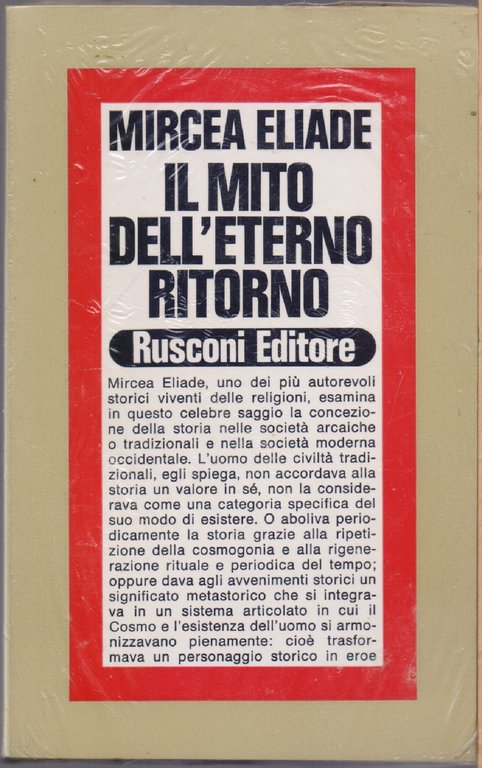 MIRCEA ELIADE
IL MITO
DELL'ETERNO
RITORNO
Rusconi Editore
Mircea Eliade, uno dei più autorevoli
storici viventi delle religioni, esamina
in questo celebre saggio la concezio-
ne della storia nelle società arcaiche
o tradizionali e nella società moderna
occidentale. L'uomo delle civiltà tradi-
zionali, egli spiega, non accordava alla
storia un valore in sé, non la conside-
rava come una categoria specifica del
suo modo di esistere. O aboliva perio-
dicamente la storia grazie alla ripeti-
zione della cosmogonia e alla rigene-
razione rituale e periodica del tempo;
oppure dava agli avvenimenti storici un
significato metastorico che si integra-
va in un sistema articolato in cui il
Cosmo e l'esistenza dell'uomo si armo-
nizzavano pienamente: cioè trasfor-
mava un personaggio storico in eroe